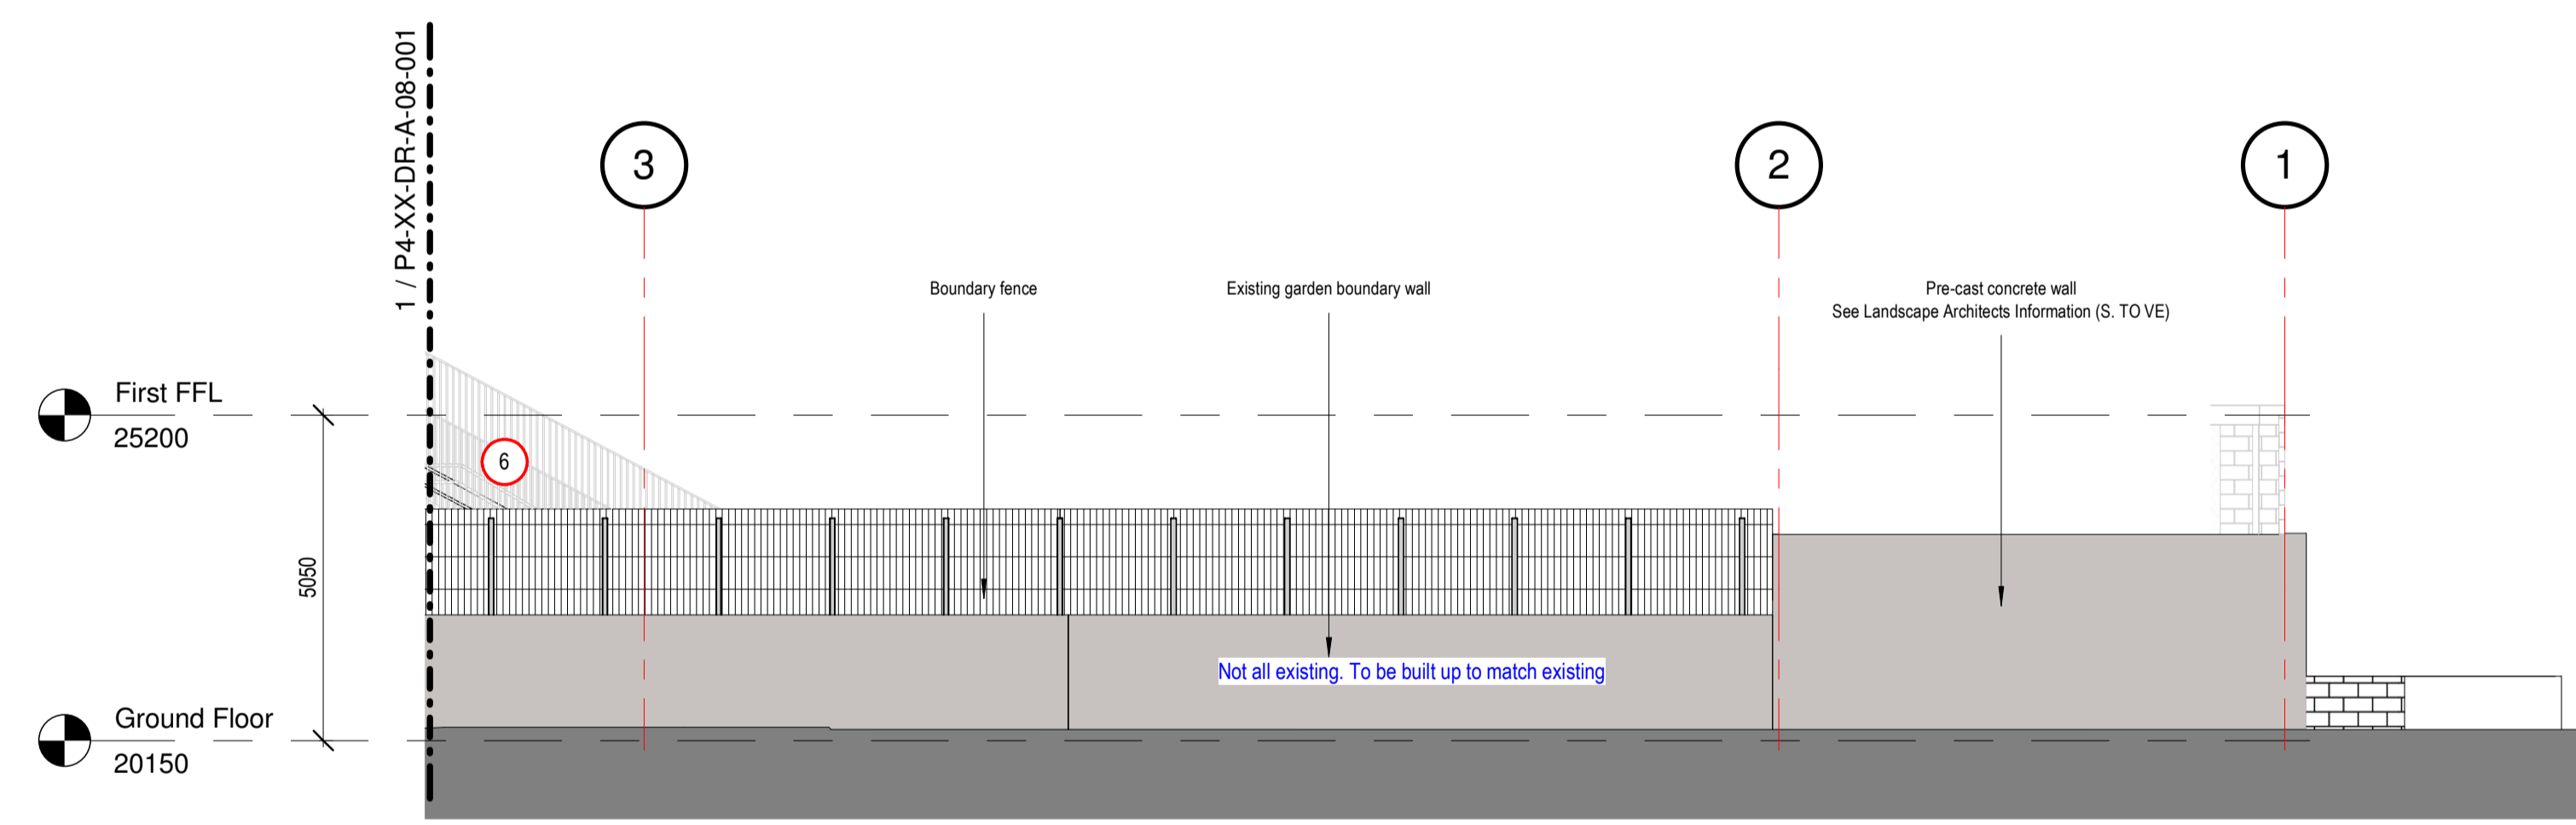 1 / P4-XX-DR-A-08-001
3
2
1
Boundary fence
Existing garden boundary wall
Pre-cast concrete wall
See Landscape Architects Information (S. TO VE)
First FFL
25200
6
5050
Not all existing. To be built up to match existing
Ground Floor
20150